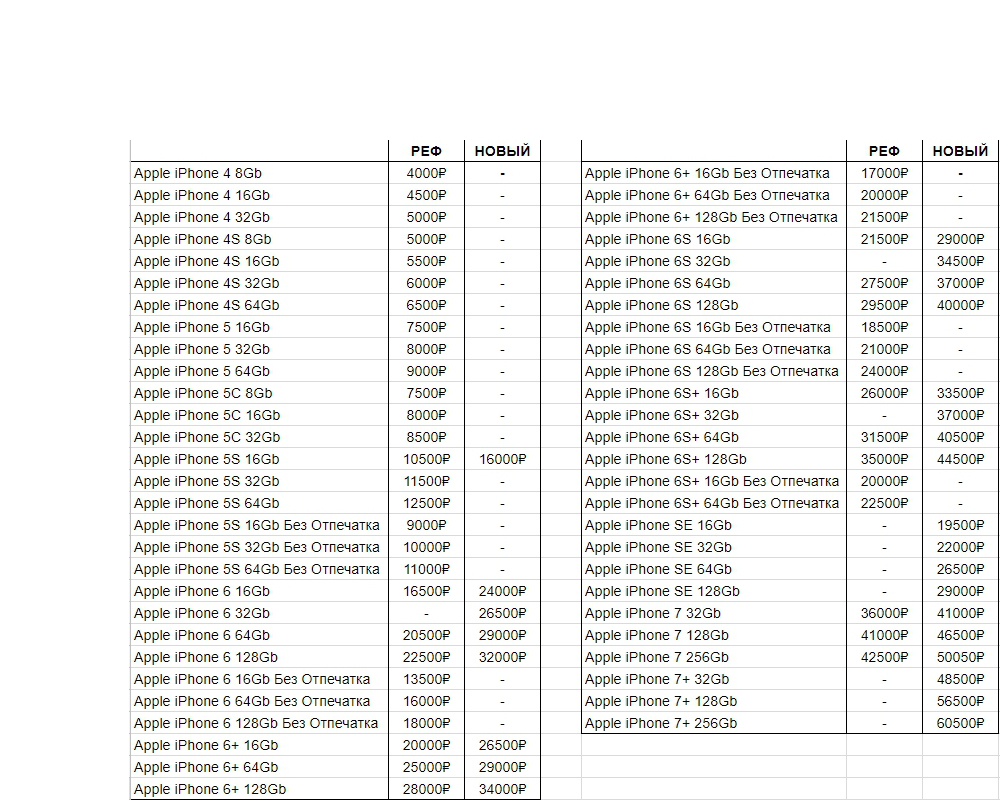 РЕФ НОВЫЙ
Apple iPhone 4 8Gb 4000₽ -
Apple iPhone 4 16Gb 4500₽ -
Apple iPhone 4 32Gb 5000₽ -
Apple iPhone 4S 8Gb 5000₽ -
Apple iPhone 4S 16Gb 5500₽ -
Apple iPhone 4S 32Gb 6000₽ -
Apple iPhone 4S 64Gb 6500₽ -
Apple iPhone 5 16Gb 7500₽ -
Apple iPhone 5 32Gb 8000₽ -
Apple iPhone 5 64Gb 9000₽ -
Apple iPhone 5C 8Gb 7500₽ -
Apple iPhone 5C 16Gb 8000₽ -
Apple iPhone 5C 32Gb 8500₽ -
Apple iPhone 5S 16Gb 10500₽ 16000₽
Apple iPhone 5S 32Gb 11500₽ -
Apple iPhone 5S 64Gb 12500₽ -
Apple iPhone 5S 16Gb Без Отпечатка 9000₽ -
Apple iPhone 5S 32Gb Без Отпечатка 10000₽ -
Apple iPhone 5S 64Gb Без Отпечатка 11000₽ -
Apple iPhone 6 16Gb 16500₽ 24000₽
Apple iPhone 6 32Gb - 26500₽
Apple iPhone 6 64Gb 20500₽ 29000₽
Apple iPhone 6 128Gb 22500₽ 32000₽
Apple iPhone 6 16Gb Без Отпечатка 13500₽ -
Apple iPhone 6 64Gb Без Отпечатка 16000₽ -
Apple iPhone 6 128Gb Без Отпечатка 18000₽ -
Apple iPhone 6+ 16Gb 20000₽ 26500₽
Apple iPhone 6+ 64Gb 25000₽ 29000₽
Apple iPhone 6+ 128Gb 28000₽ 34000₽
РЕФ НОВЫЙ
Apple iPhone 6+ 16Gb Без Отпечатка 17000₽ -
Apple iPhone 6+ 64Gb Без Отпечатка 20000₽ -
Apple iPhone 6+ 128Gb Без Отпечатка 21500₽ -
Apple iPhone 6S 16Gb 21500₽ 29000₽
Apple iPhone 6S 32Gb - 34500₽
Apple iPhone 6S 64Gb 27500₽ 37000₽
Apple iPhone 6S 128Gb 29500₽ 40000₽
Apple iPhone 6S 16Gb Без Отпечатка 18500₽ -
Apple iPhone 6S 64Gb Без Отпечатка 21000₽ -
Apple iPhone 6S 128Gb Без Отпечатка 24000₽ -
Apple iPhone 6S+ 16Gb 26000₽ 33500₽
Apple iPhone 6S+ 32Gb - 37000₽
Apple iPhone 6S+ 64Gb 31500₽ 40500₽
Apple iPhone 6S+ 128Gb 35000₽ 44500₽
Apple iPhone 6S+ 16Gb Без Отпечатка 20000₽ -
Apple iPhone 6S+ 64Gb Без Отпечатка 22500₽ -
Apple iPhone SE 16Gb - 19500₽
Apple iPhone SE 32Gb - 22000₽
Apple iPhone SE 64Gb - 26500₽
Apple iPhone SE 128Gb - 29000₽
Apple iPhone 7 32Gb 36000₽ 41000₽
Apple iPhone 7 128Gb 41000₽ 46500₽
Apple iPhone 7 256Gb 42500₽ 50050₽
Apple iPhone 7+ 32Gb - 48500₽
Apple iPhone 7+ 128Gb - 56500₽
Apple iPhone 7+ 256Gb - 60500₽